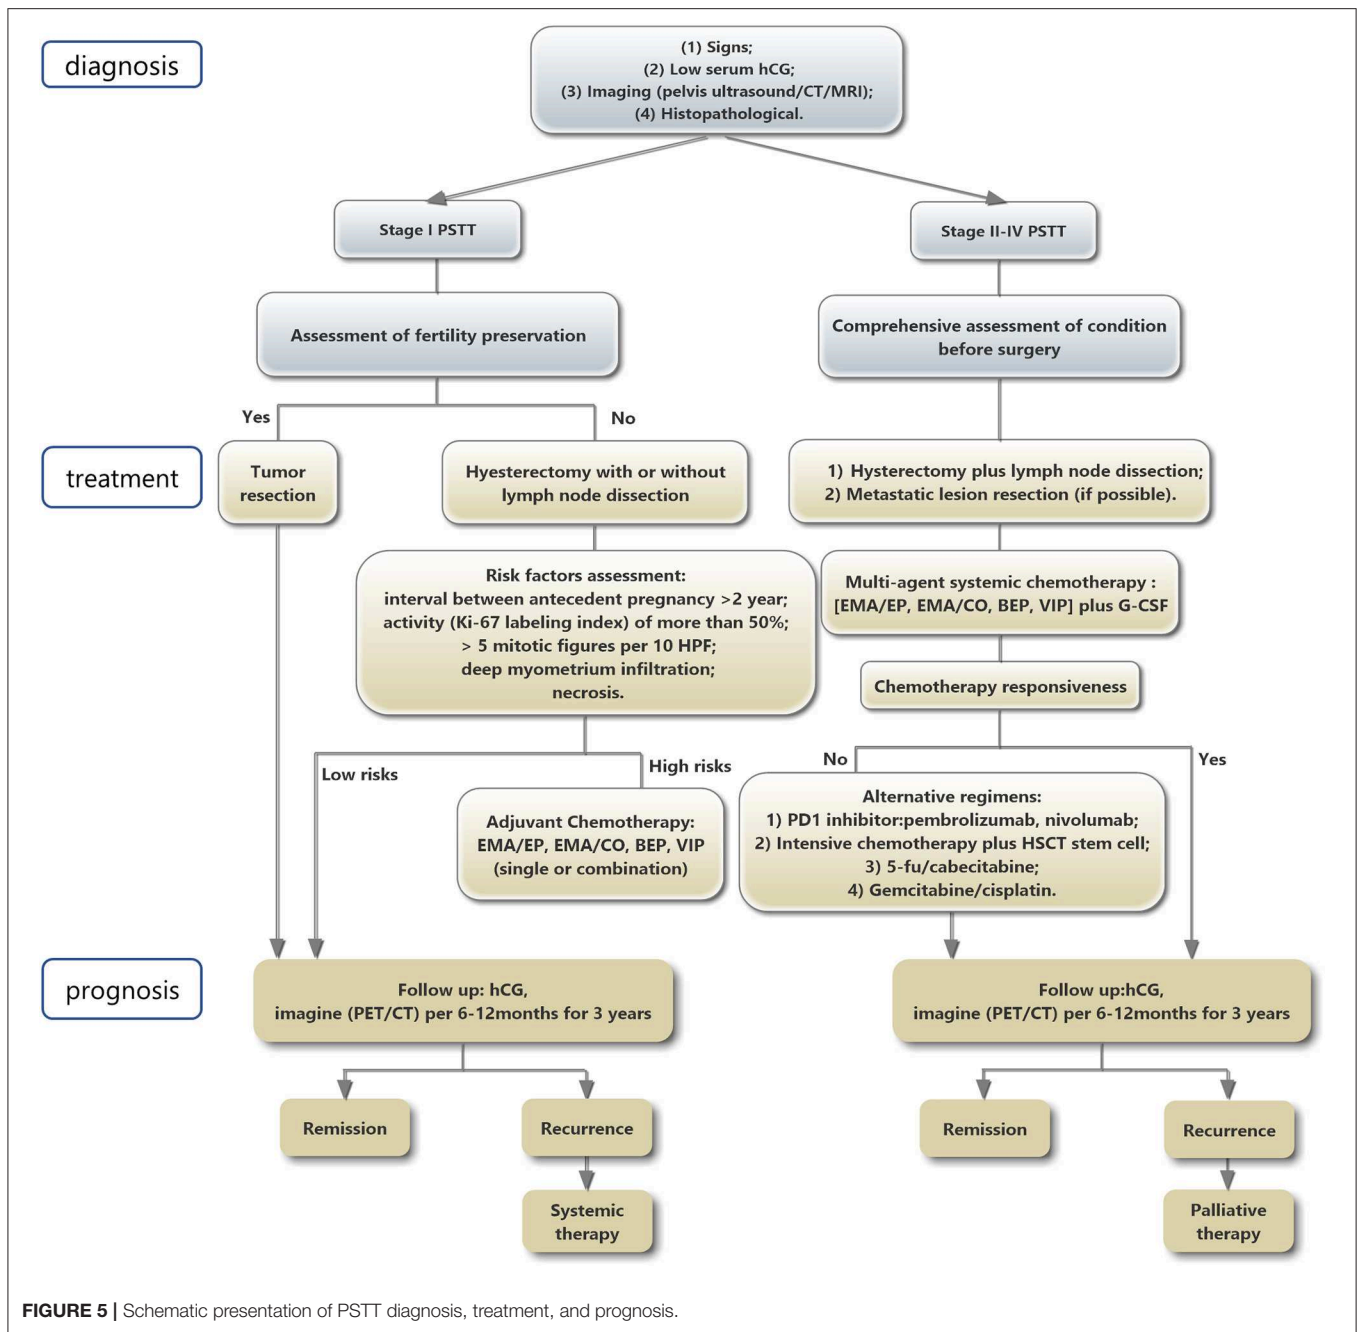 diagnosis
(1) Signs;
(2) Low serum hCG;
(3) Imaging (pelvis ultrasound/CT/MRI);
(4) Histopathological.
Stage I PSTT
Stage II-IV PSTT
Assessment of fertility preservation
Comprehensive assessment of condition
before surgery
Yes
No
treatment
Tumor
resection
Hyesterectomy with or without
lymph node dissection
1) Hysterectomy plus lymph node dissection;
2) Metastatic lesion resection (if possible).
Risk factors assessment:
interval between antecedent pregnancy >2 year;
activity (Ki-67 labeling index) of more than 50%;
> 5 mitotic figures per 10 HPF;
deep myometrium infiltration;
necrosis.
Multi-agent systemic chemotherapy :
[EMA/EP, EMA/CO, BEP, VIP] plus G-CSF
Chemotherapy responsiveness
Low risks
High risks
No
Yes
Adjuvant Chemotherapy:
EMA/EP, EMA/CO, BEP, VIP
(single or combination)
Alternative regimens:
1) PD1 inhibitor:pembrolizumab, nivolumab;
2) Intensive chemotherapy plus HSCT stem cell;
3) 5-fu/cabecitabine;
4) Gemcitabine/cisplatin.
prognosis
Follow up: hCG,
imagine (PET/CT) per 6-12months for 3 years
Follow up:hCG,
imagine (PET/CT) per 6-12months for 3 years
Remission
Recurrence
Remission
Recurrence
Systemic
therapy
Palliative
therapy
FIGURE 5 | Schematic presentation of PSTT diagnosis, treatment, and prognosis.